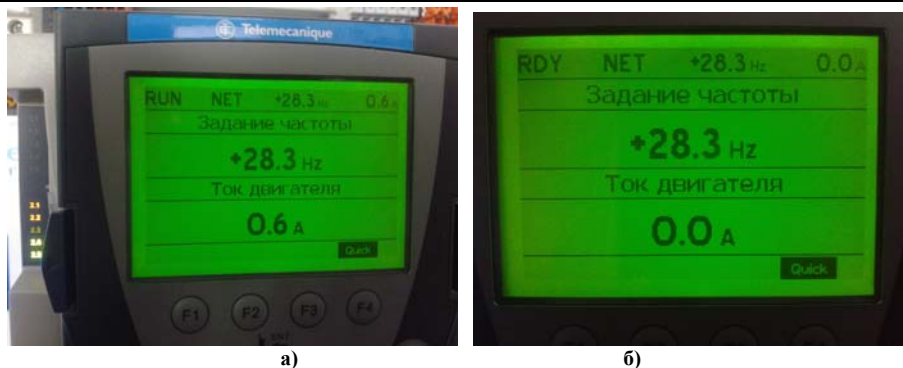 Telemecanique
RUN NET +28.3 Hz 0.6 A
Задание частоты
+28.3 Hz
Ток двигателя
0.6 A
Quick
F1 F2 F3 F4
RDY NET +28.3 Hz 0.0 A
Задание частоты
+28.3 Hz
Ток двигателя
0.0 A
Quick
а) б)